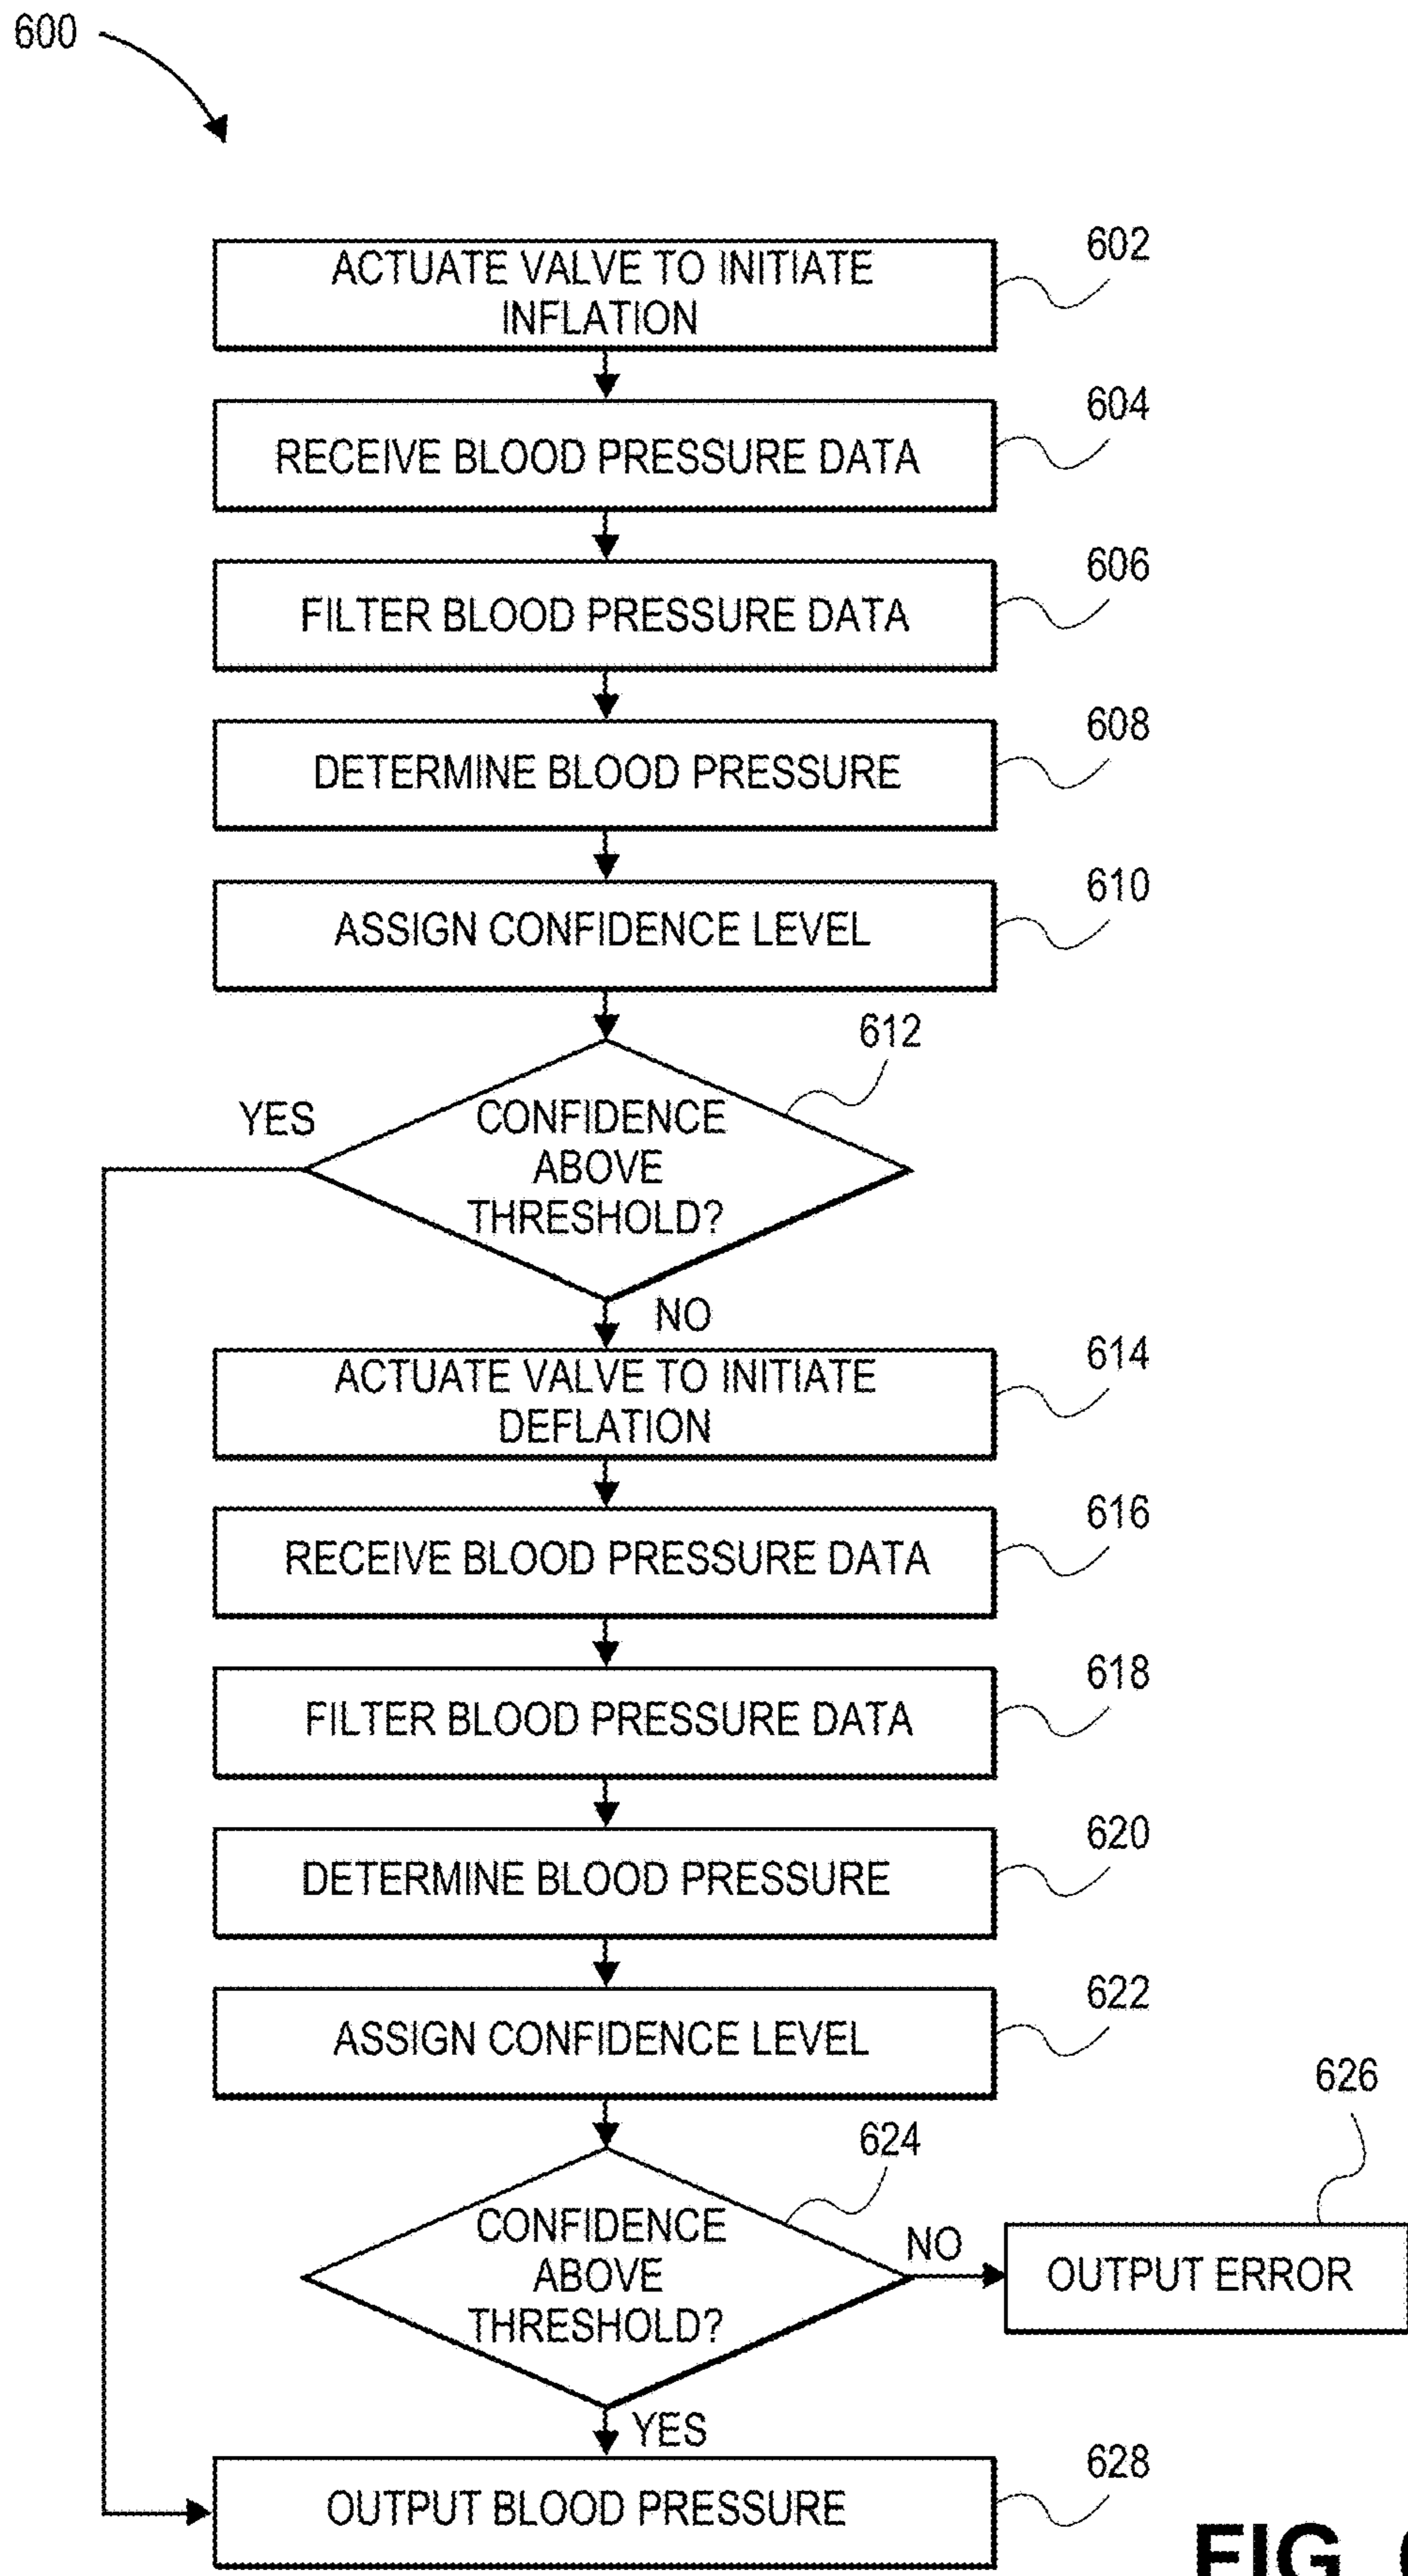 600
ACTUATE VALVE TO INITIATE
INFLATION
602
RECEIVE BLOOD PRESSURE DATA
604
FILTER BLOOD PRESSURE DATA
606
DETERMINE BLOOD PRESSURE
608
ASSIGN CONFIDENCE LEVEL
610
612
YES
CONFIDENCE
ABOVE
THRESHOLD?
NO
ACTUATE VALVE TO INITIATE
DEFLATION
614
RECEIVE BLOOD PRESSURE DATA
616
FILTER BLOOD PRESSURE DATA
618
DETERMINE BLOOD PRESSURE
620
ASSIGN CONFIDENCE LEVEL
622
624
CONFIDENCE
ABOVE
THRESHOLD?
NO
626
OUTPUT ERROR
YES
OUTPUT BLOOD PRESSURE
628
FIG.